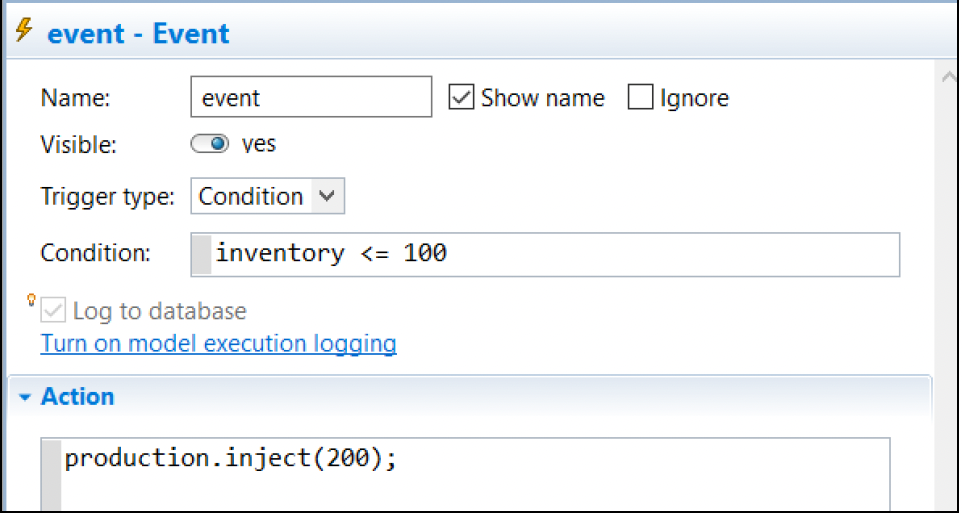 event - Event
Name: event Show name Ignore
Visible: yes
Trigger type: Condition
Condition: inventory <= 100
Log to database
Turn on model execution logging
Action
production.inject(200);